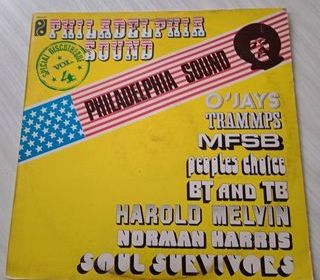 PHILADELPHIA
SOUND
SPECIAL DISCOTHEQUE
VOL.
4
PHILADELPHIA SOUND
O'JAYS
TRAMMPS
MFSB
peoples choice
BT AND TB
HAROLD MELVIN
NORMAN HARRIS
SOUL SURVIVORS